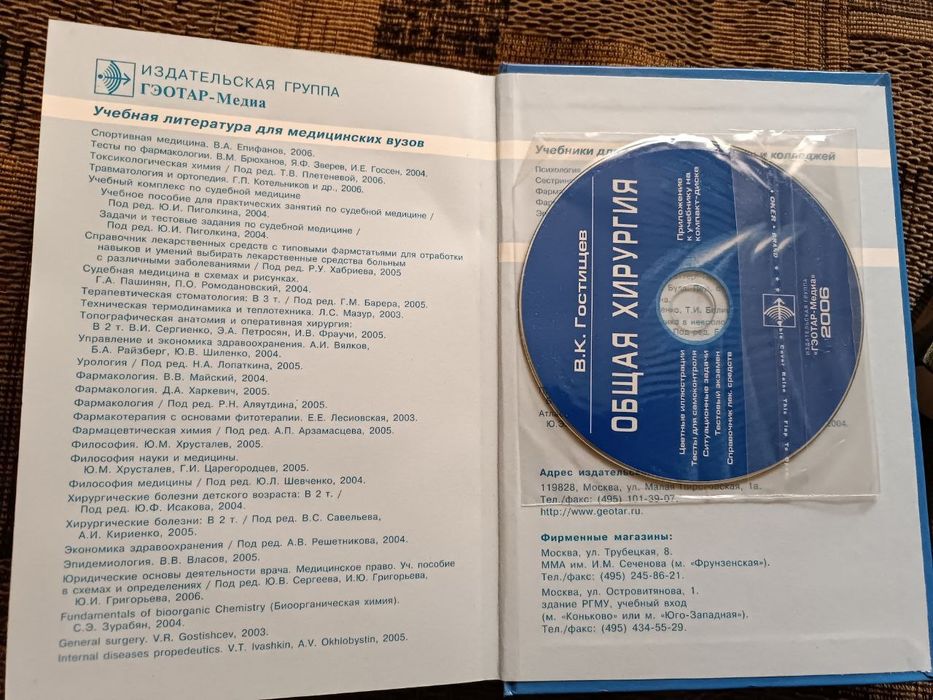 ИЗДАТЕЛЬСКАЯ ГРУППА
ГЭОТАР-Медиа
Учебная литература для медицинских вузов
Спортивная медицина. В.А. Епифанов, 2006.
Тесты по фармакологии. В.М. Брюханов, Я.Ф. Зверев, И.Е. Госсен, 2004.
Токсикологическая химия / Под ред. Т.В. Плетеневой, 2006.
Травматология и ортопедия. Г.П. Котельников и др., 2006.
Учебный комплекс по судебной медицине
Учебное пособие для практических занятий по судебной медицине /
Под ред. Ю.И. Пиголкина, 2004.
Задачи и тестовые задания по судебной медицине /
Под ред. Ю.И. Пиголкина, 2004.
Справочник лекарственных средств с типовыми фармстатьями для отработки
навыков и умений выбирать лекарственные средства больным
с различными заболеваниями / Под ред. Р.У. Хабриева, 2005
Судебная медицина в схемах и рисунках.
Г.А. Пашинян, П.О. Ромодановский, 2004.
Терапевтическая стоматология: В 3 т. / Под ред. Г.М. Барера, 2005.
Техническая термодинамика и теплотехника. Л.С. Мазур, 2003.
Топографическая анатомия и оперативная хирургия:
В 2 т. В.И. Сергиенко, Э.А. Петросян, И.В. Фраучи, 2005.
Управление и экономика здравоохранения. А.И. Вялков,
Б.А. Райзберг, Ю.В. Шиленко, 2004.
Урология / Под ред. Н.А. Лопаткина, 2005.
Фармакология. В.В. Майский, 2004.
Фармакология. Д.А. Харкевич, 2005.
Фармакология / Под ред. Р.Н. Аляутдина, 2005.
Фармакотерапия с основами фитотерапии. Е.Е. Лесиовская, 2003.
Фармацевтическая химия / Под ред. А.П. Арзамасцева, 2005.
Философия. Ю.М. Хрусталев, 2005.
Философия науки и медицины.
Ю.М. Хрусталев, Г.И. Царегородцев, 2005.
Философия медицины / Под ред. Ю.Л. Шевченко, 2004.
Хирургические болезни детского возраста: В 2 т. /
Под ред. Ю.Ф. Исакова, 2004.
Хирургические болезни: В 2 т. / Под ред. В.С. Савельева,
А.И. Кириенко, 2005.
Экономика здравоохранения / Под ред. А.В. Решетникова, 2004.
Эпидемиология. В.В. Власов, 2005.
Юридические основы деятельности врача. Медицинское право. Уч. пособие
в схемах и определениях / Под ред. Ю.В. Сергеева, И.Ю. Григорьева,
Ю.И. Григорьева, 2006.
Fundamentals of bioorganic Chemistry (Биоорганическая химия).
С.Э. Зурабян, 2004.
General surgery. V.R. Gostishcev, 2003.
Internal diseases propedeutics. V.T. Ivashkin, A.V. Okhlobystin, 2005.
Учебники для
колледжей
Психология
В.К. Гостищев
ОБЩАЯ ХИРУРГИЯ
Приложение
к учебнику на
компакт-диске
Цветные иллюстрации
Тесты для самоконтроля
Ситуационные задачи
Тестовый экзамен
Справочник лек. средств
ИЗДАТЕЛЬСКАЯ ГРУППА
«ГЭОТАР-Медиа»
2006
2004.
Адрес
119828, Москва, ул. Малая Пироговская, 1а.
Тел./факс: (495) 101-39-07.
http://www.geotar.ru.
Фирменные магазины:
Москва, ул. Трубецкая, 8.
ММА им. И.М. Сеченова (м. «Фрунзенская»).
Тел./факс: (495) 245-86-21.
Москва, ул. Островитянова, 1.
здание РГМУ, учебный вход
(м. «Коньково» или м. «Юго-Западная»).
Тел./факс: (495) 434-55-29.